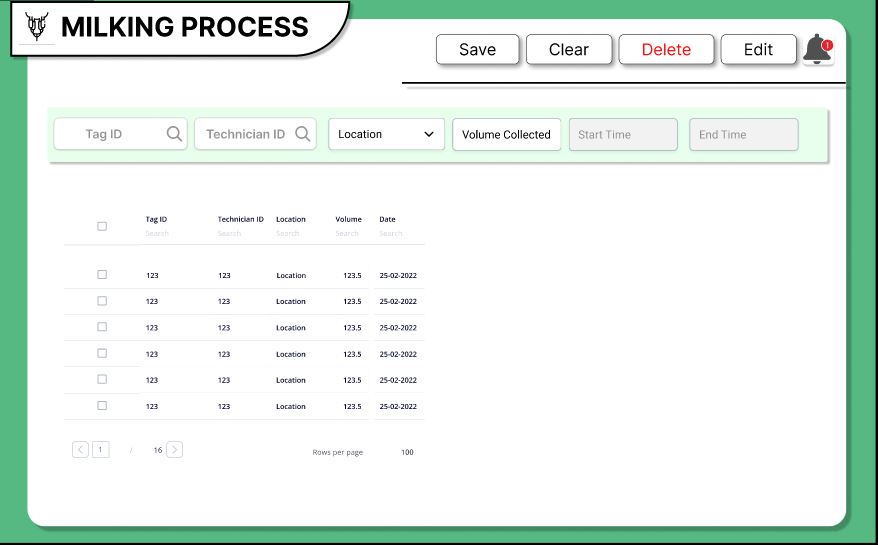 MILKING PROCESS
Save Clear Delete Edit 1
Tag ID Technician ID Location Volume Collected Start Time End Time
Tag ID Technician ID Location Volume Date
Search Search Search Search Search
123 123 Location 123.5 25-02-2022
123 123 Location 123.5 25-02-2022
123 123 Location 123.5 25-02-2022
123 123 Location 123.5 25-02-2022
123 123 Location 123.5 25-02-2022
123 123 Location 123.5 25-02-2022
< 1 / 16 > Rows per page 100